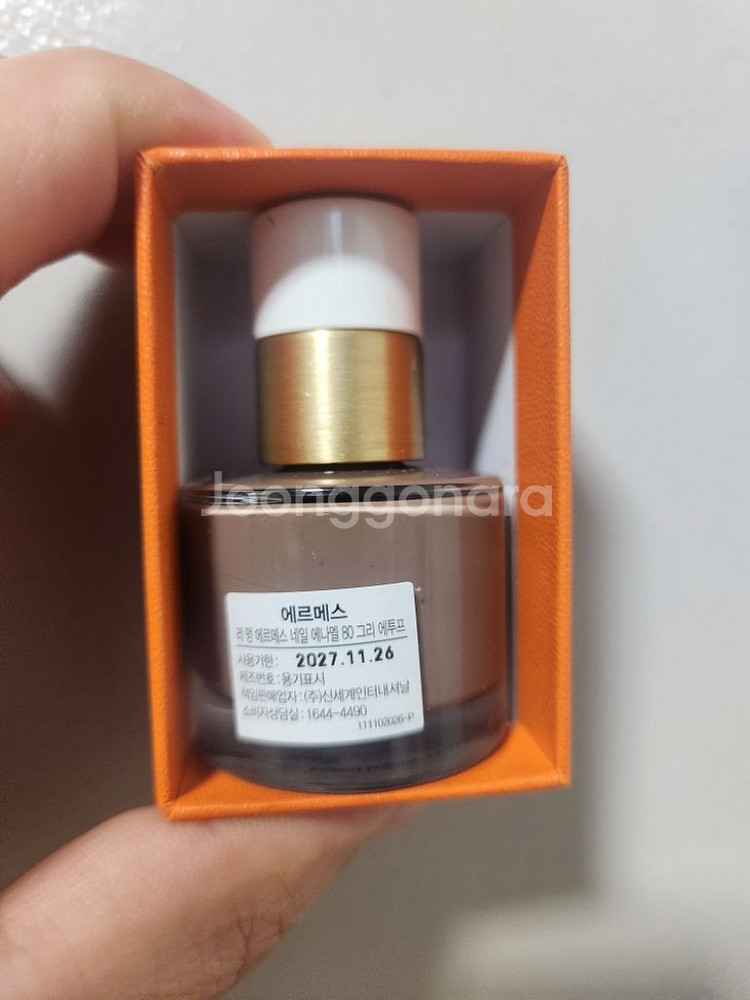 Joonggonara
에르메스
레 멩 에르메스 네일 에나멜 80 그리 에투프
사용기한 : 2027.11.26
제조번호 : 용기표시
책임판매업자 : (주)신세계인터내셔날
소비자상담실 : 1644-4490
111102026-P